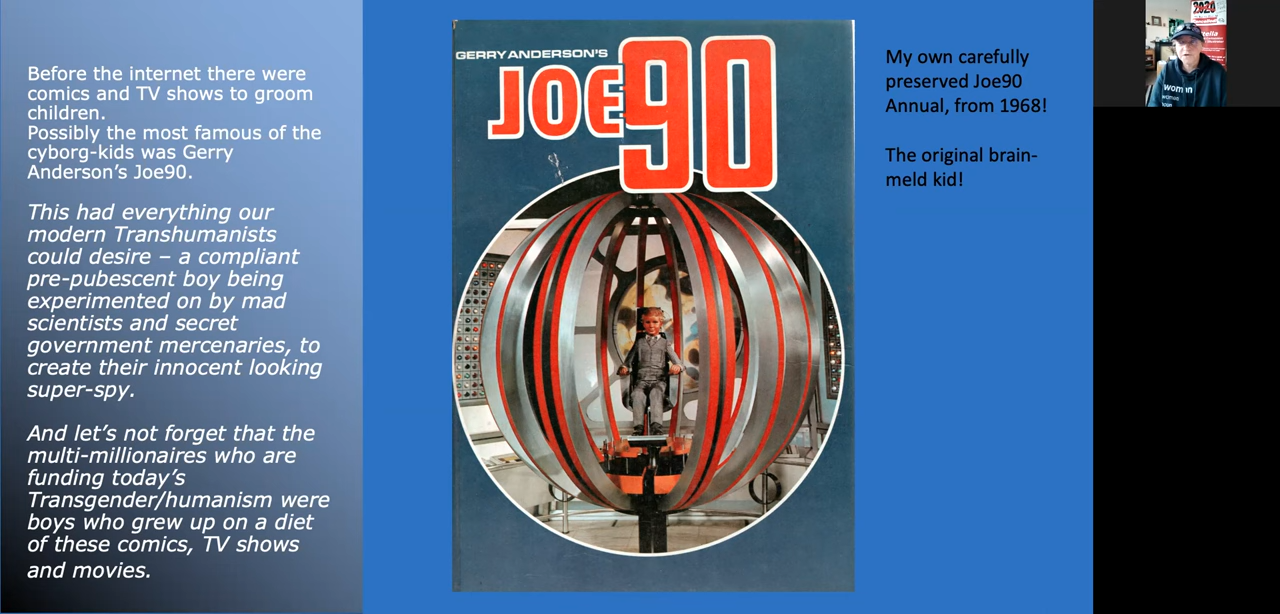 Before the internet there were
comics and TV shows to groom
children.
Possibly the most famous of the
cyborg-kids was Gerry
Anderson’s Joe90.
This had everything our
modern Transhumanists
could desire – a compliant
pre-pubescent boy being
experimented on by mad
scientists and secret
government mercenaries, to
create their innocent looking
super-spy.
And let’s not forget that the
multi-millionaires who are
funding today’s
Transgender/humanism were
boys who grew up on a diet
of these comics, TV shows
and movies.
GERRY ANDERSON'S
JOE 90
My own carefully
preserved Joe90
Annual, from 1968!
The original brain-
meld kid!
2020
woman